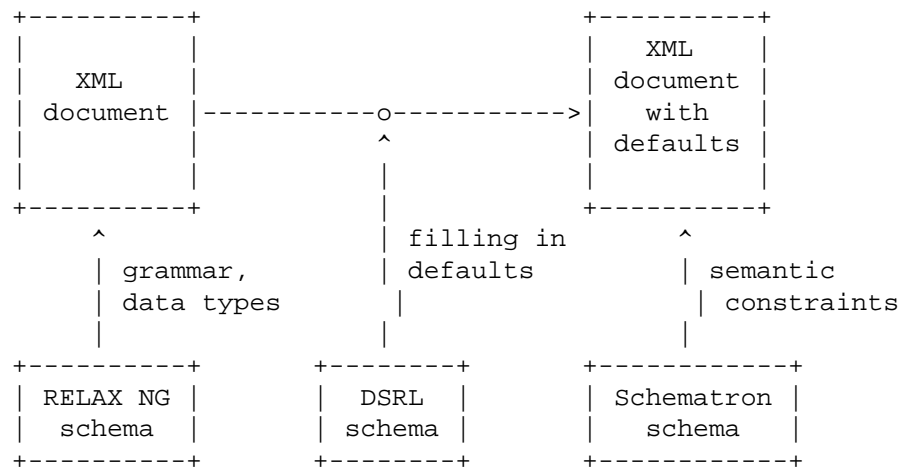 XML
document
XML
document
with
defaults
grammar,
data types
filling in
defaults
semantic
constraints
RELAX NG
schema
DSRL
schema
Schematron
schema